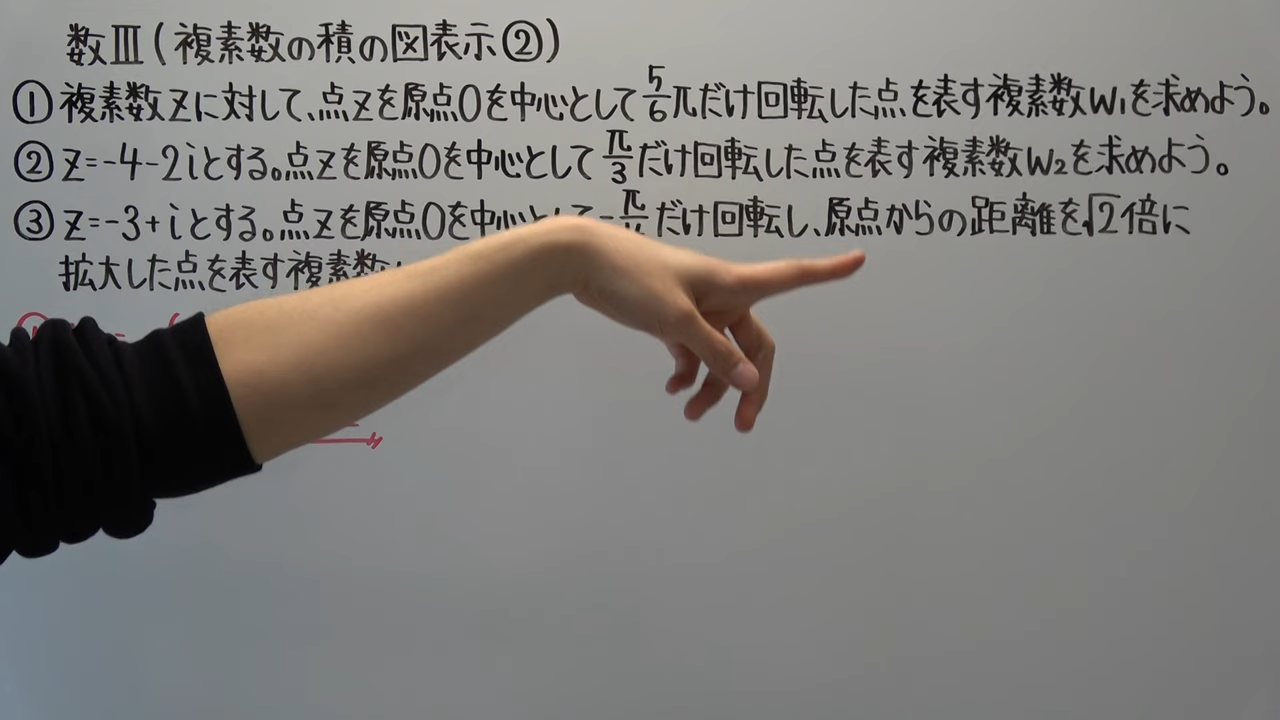 数Ⅲ(複素数の積の図表示②)
①複素数zに対して、点zを原点Oを中心として5/6πだけ回転した点を表す複素数w₁を求めよう。
②z=-4-2iとする。点zを原点Oを中心としてπ/3だけ回転した点を表す複素数w₂を求めよう。
③z=-3+iとする。点zを原点Oを中心として-π/だけ回転し、原点からの距離を√2倍に
拡大した点を表す複素数